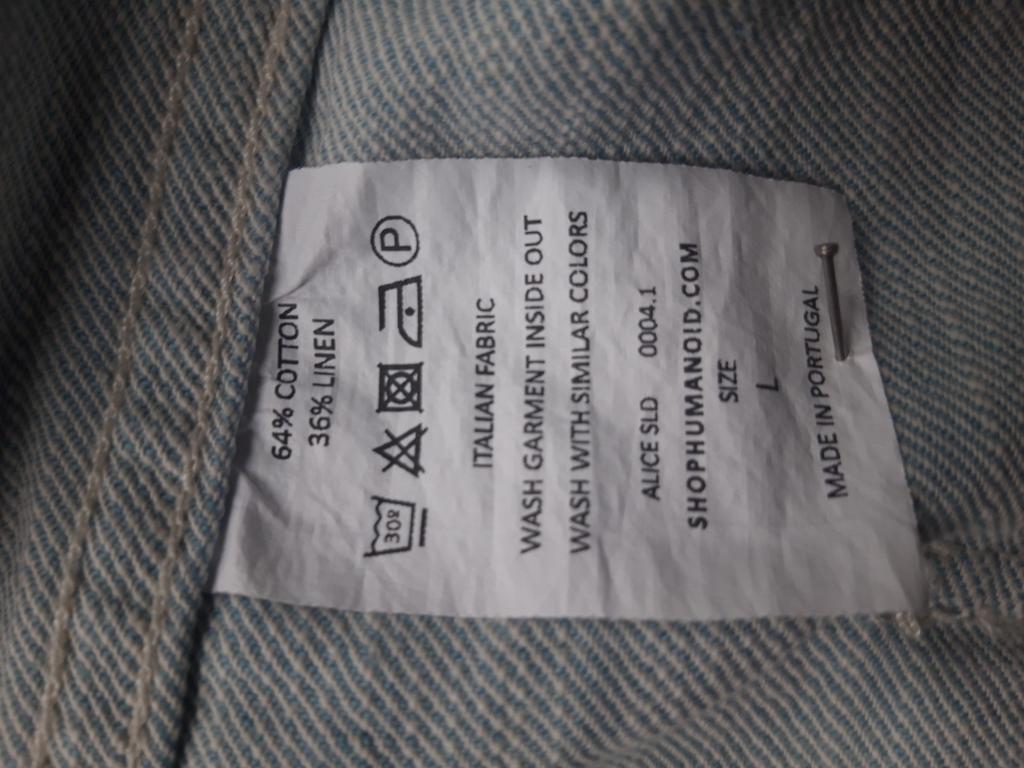 64% COTTON
36% LINEN
30º P
ITALIAN FABRIC
WASH GARMENT INSIDE OUT
WASH WITH SIMILAR COLORS
ALICE SLD 0004.1
SHOPHUMANOID.COM
SIZE
L
MADE IN PORTUGAL